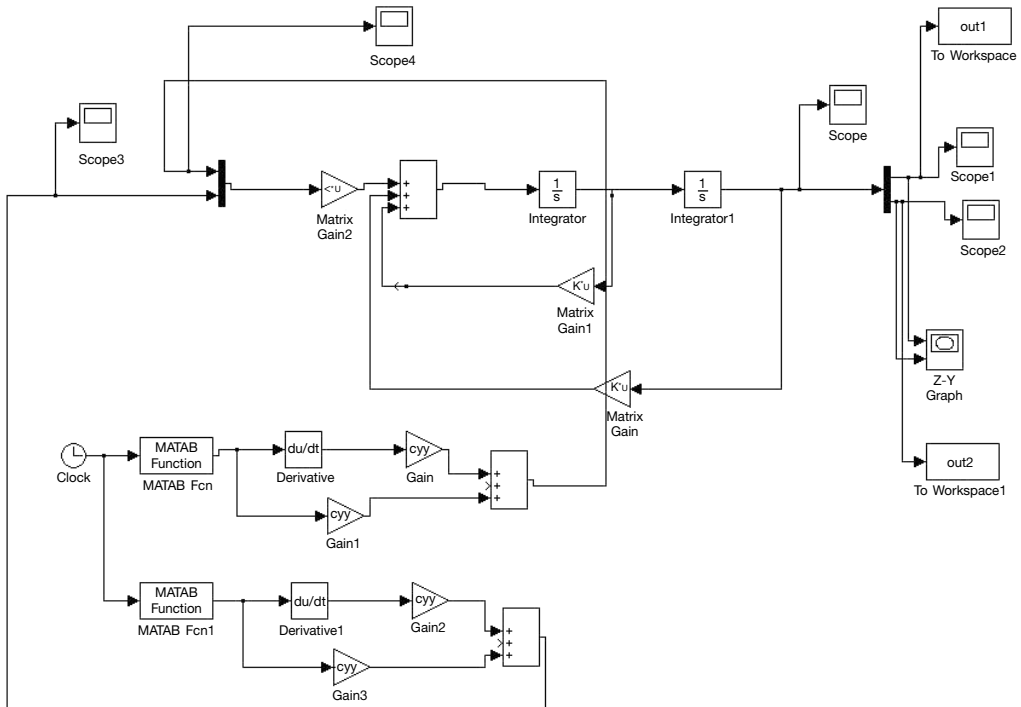 out1
To Workspace
Scope4
Scope
Scope3
Scope1
<*U
+
+
+
1
s
1
s
Matrix
Gain2
Integrator
Integrator1
Scope2
K*U
Matrix
Gain1
Z-Y
Graph
K*U
Matrix
Gain
Clock
MATAB
Function
MATAB Fcn
du/dt
Derivative
cyy
Gain
+
+
+
out2
To Workspace1
cyy
Gain1
MATAB
Function
MATAB Fcn1
du/dt
Derivative1
cyy
Gain2
+
+
+
cyy
Gain3